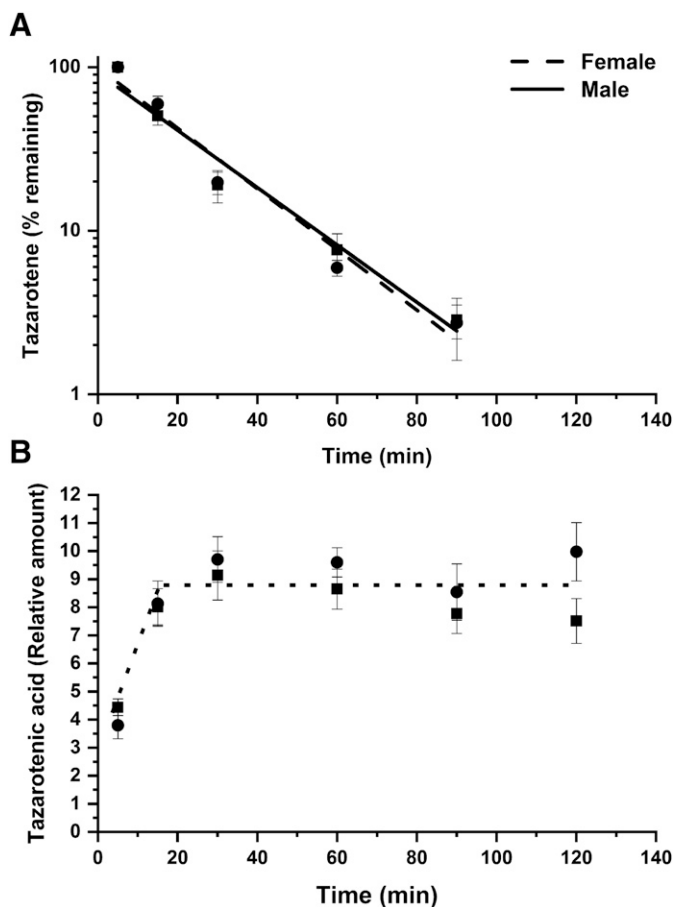 A
100
10
1
0 20 40 60 80 100 120 140
Tazarotene (% remaining)
Time (min)
Female
Male
B
12
11
10
9
8
7
6
5
4
3
2
1
0
0 20 40 60 80 100 120 140
Tazarotenic acid (Relative amount)
Time (min)